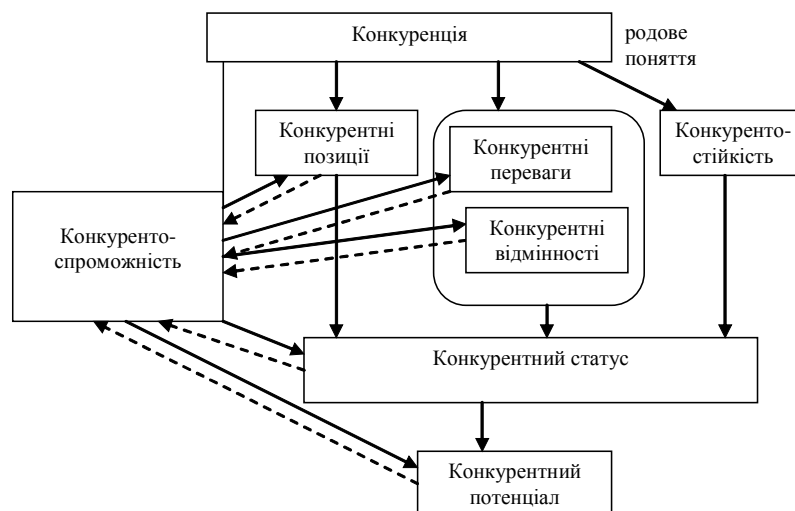 Конкуренція
родове
поняття
Конкурентні
позиції
Конкурентні
переваги
Конкуренто-
стійкість
Конкуренто-
спроможність
Конкурентні
відмінності
Конкурентний статус
Конкурентний
потенціал